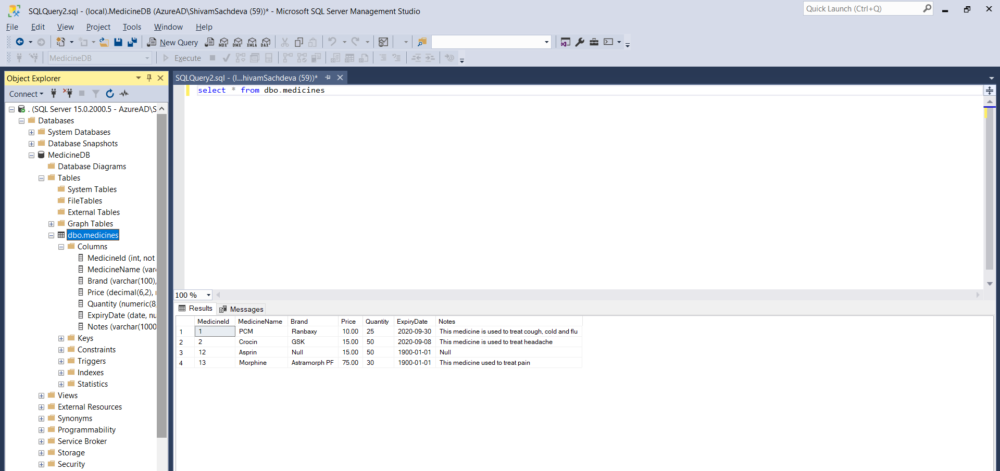 SQLQuery2.sql - (local).MedicineDB (AzureAD\ShivamSachdeva (59))* - Microsoft SQL Server Management Studio
Quick Launch (Ctrl+Q)
File Edit View Project Tools Window Help
New Query MDX DMX XMLA DAX
MedicineDB Execute
Object Explorer
Connect
. (SQL Server 15.0.2000.5 - AzureAD\S
Databases
System Databases
Database Snapshots
MedicineDB
Database Diagrams
Tables
System Tables
FileTables
External Tables
Graph Tables
dbo.medicines
Columns
MedicineId (int, not
MedicineName (varc
Brand (varchar(100),
Price (decimal(6,2), n
Quantity (numeric(8,
ExpiryDate (date, nu
Notes (varchar(1000
Keys
Constraints
Triggers
Indexes
Statistics
Views
External Resources
Synonyms
Programmability
Service Broker
Storage
Security
SQLQuery2.sql - (l...hivamSachdeva (59))*
select * from dbo.medicines
100 %
Results Messages
MedicineId MedicineName Brand Price Quantity ExpiryDate Notes
1 1 PCM Ranbaxy 10.00 25 2020-09-30 This medicine is used to treat cough, cold and flu
2 2 Crocin GSK 15.00 50 2020-09-08 This medicine is used to treat headache
3 12 Asprin Null 15.00 50 1900-01-01 Null
4 13 Morphine Astramorph PF 75.00 30 1900-01-01 This medicine used to treat pain